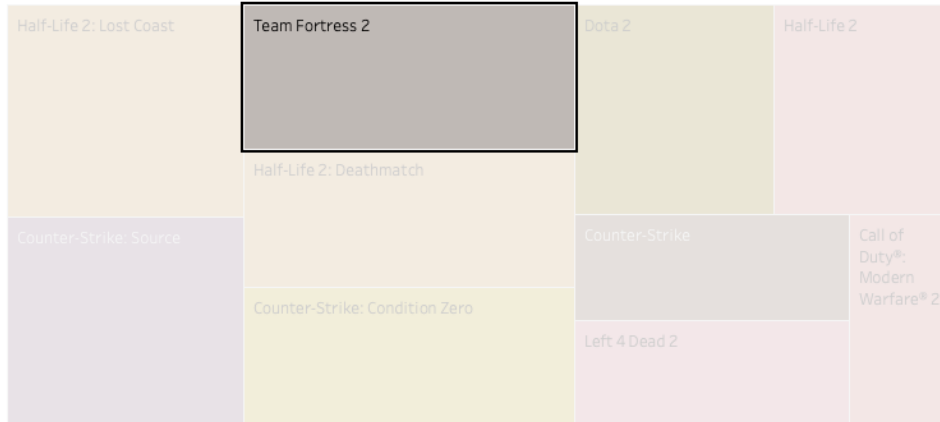 Half-Life 2: Lost Coast
Team Fortress 2
Dota 2
Half-Life 2
Half-Life 2: Deathmatch
Counter-Strike: Source
Counter-Strike
Call of
Duty®:
Modern
Warfare® 2
Counter-Strike: Condition Zero
Left 4 Dead 2